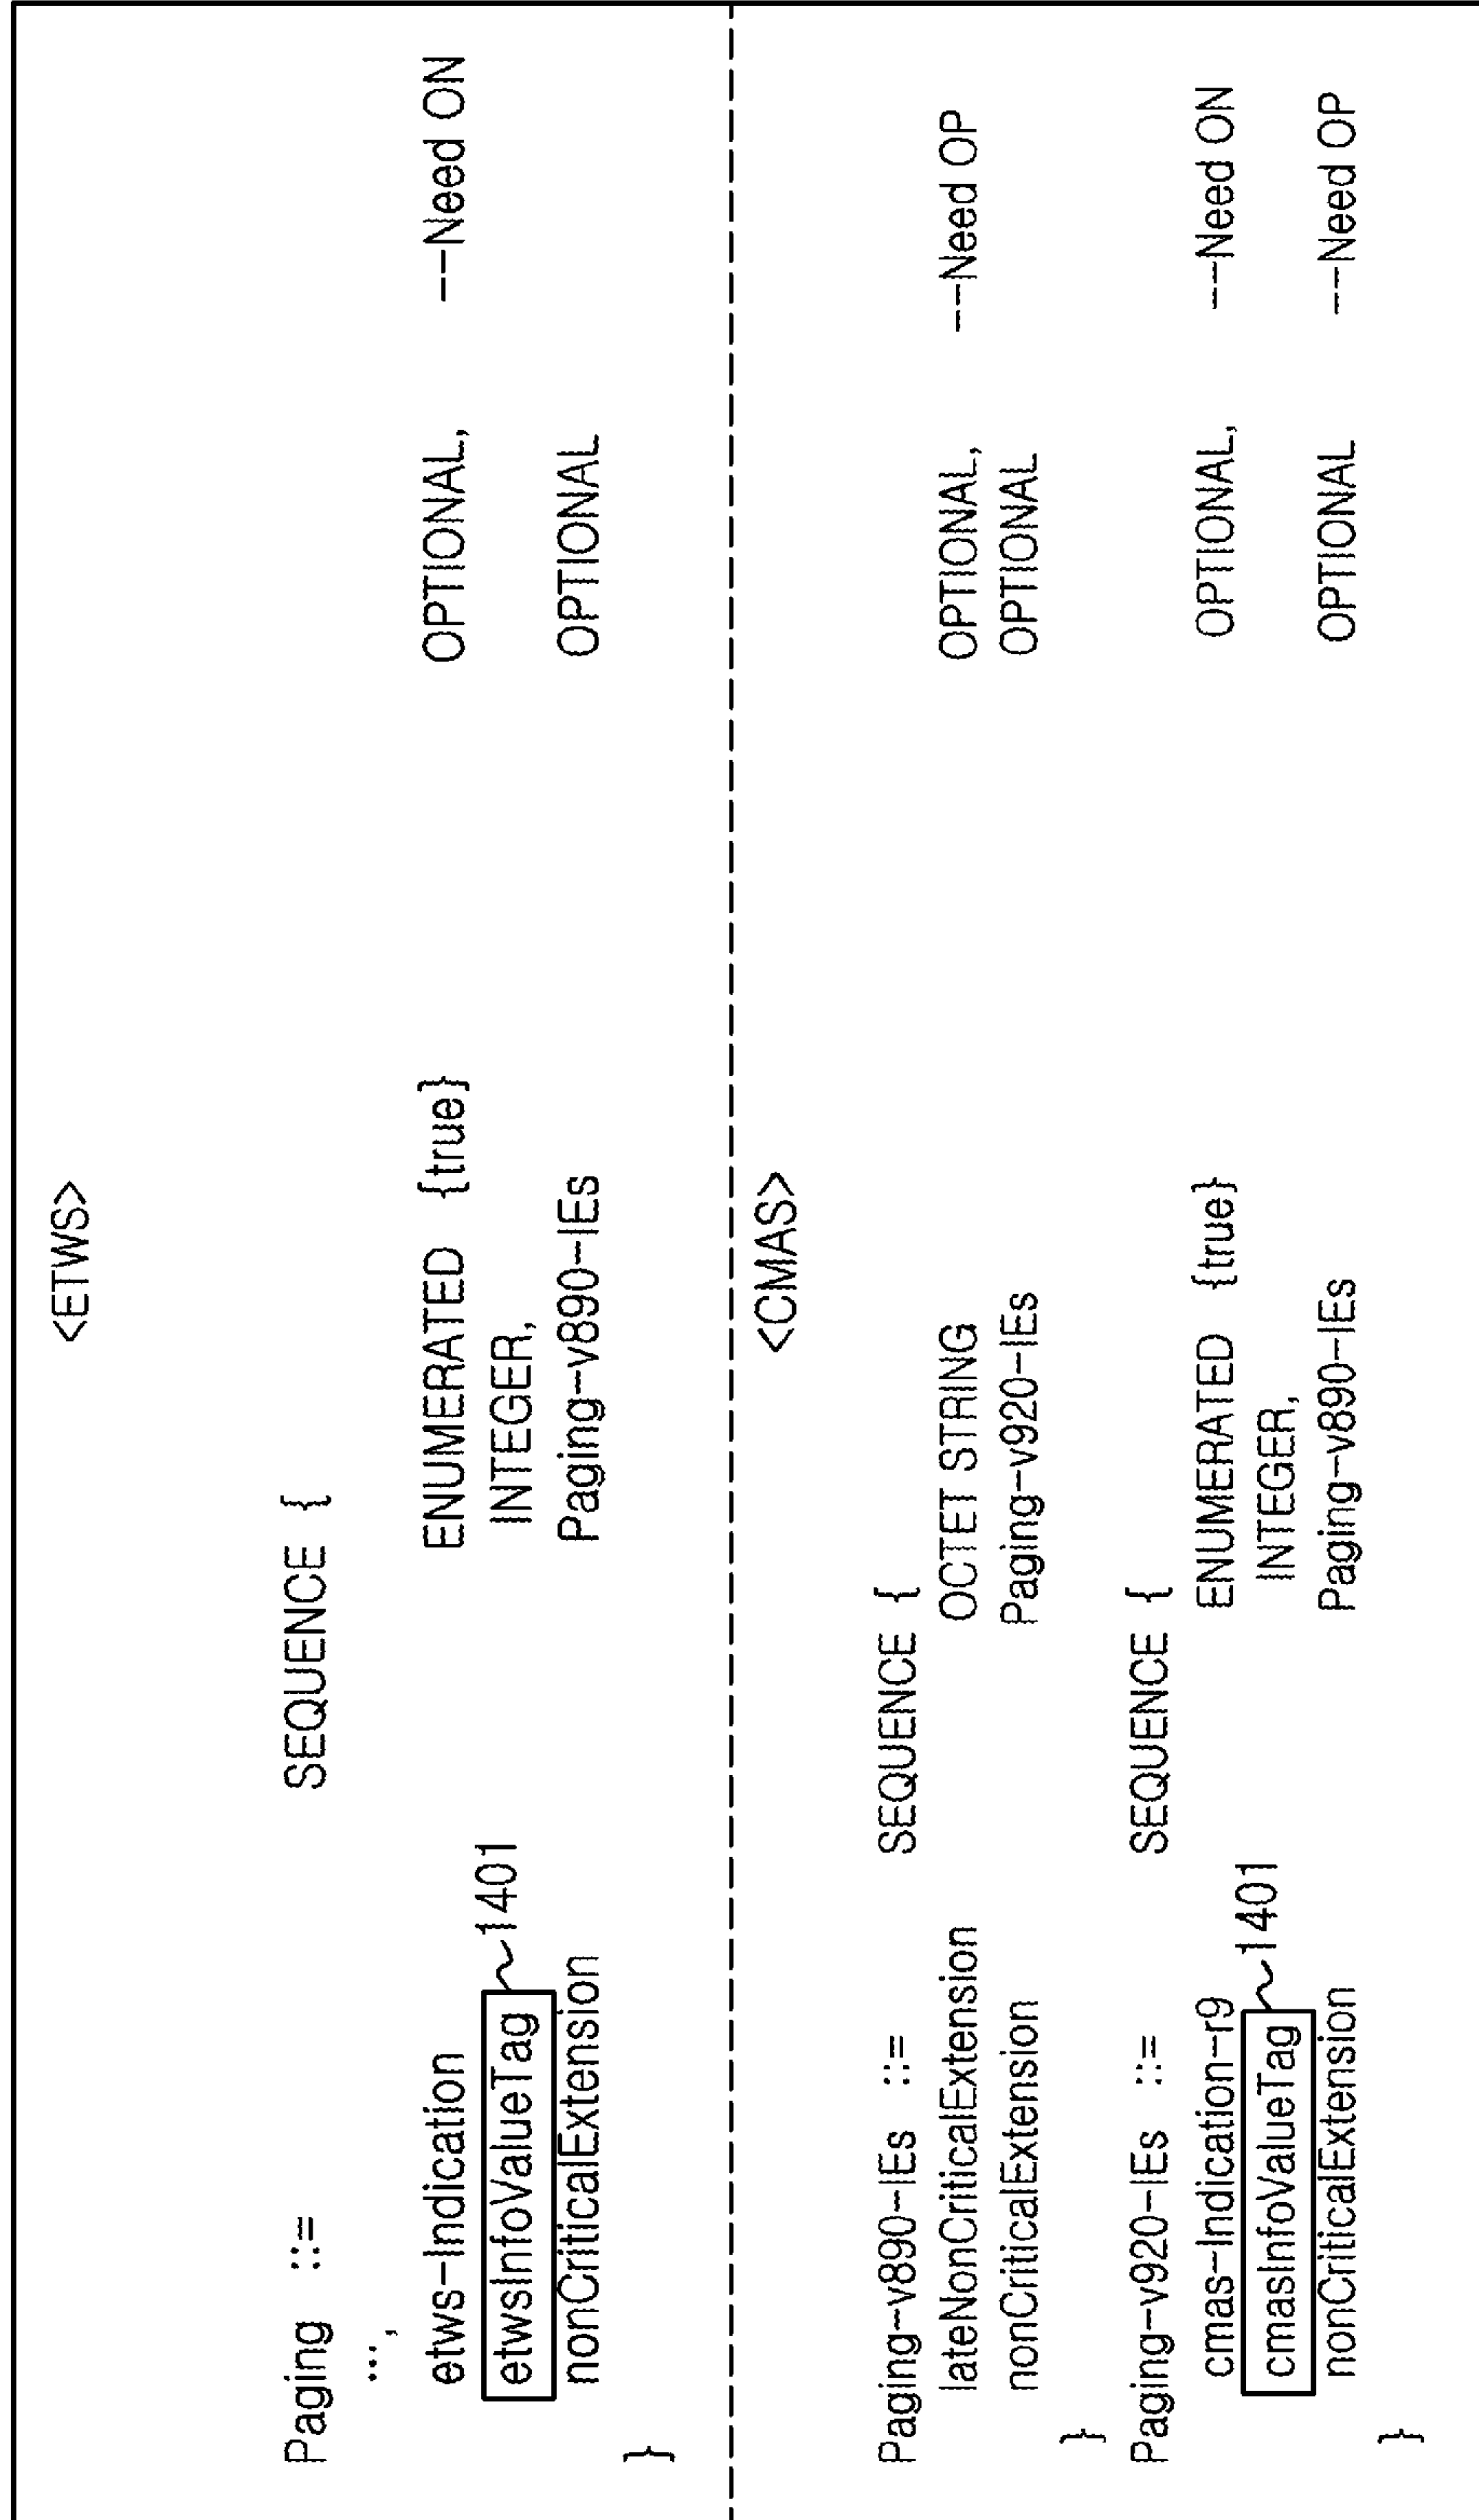 <ETWS>
Paging ::= SEQUENCE {
...,
etws-Indication ENUMERATED {true} OPTIONAL, --Need ON
etwsInfoValueTag 1401 INTEGER,
nonCriticalExtension Paging-v890-IEs OPTIONAL
}
<CMAS>
Paging-v890-IEs ::= SEQUENCE {
lateNonCriticalExtension OCTET STRING OPTIONAL, --Need OP
nonCriticalExtension Paging-v920-IEs OPTIONAL
}
Paging-v920-IEs ::= SEQUENCE {
cmas-Indication-r9 ENUMERATED {true} OPTIONAL, --Need ON
cmasInfoValueTag 1401 INTEGER,
nonCriticalExtension Paging-v890-IEs OPTIONAL --Need OP
}